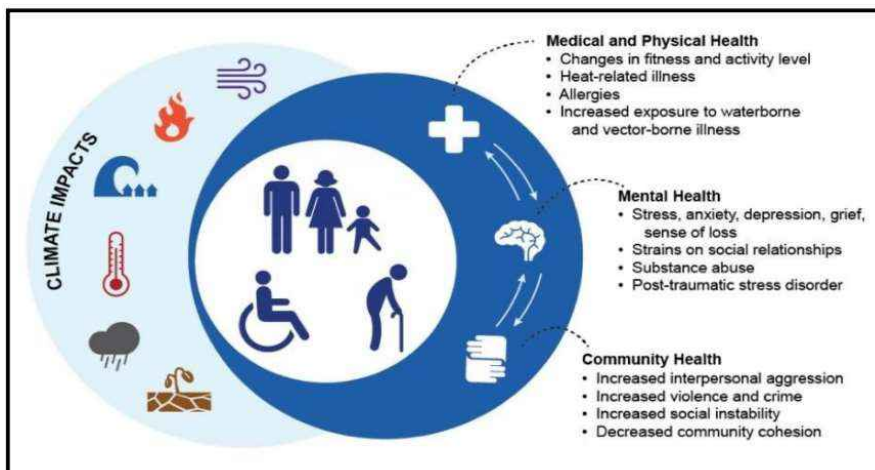 CLIMATE IMPACTS
Medical and Physical Health
• Changes in fitness and activity level
• Heat-related illness
• Allergies
• Increased exposure to waterborne
and vector-borne illness
Mental Health
• Stress, anxiety, depression, grief,
sense of loss
• Strains on social relationships
• Substance abuse
• Post-traumatic stress disorder
Community Health
• Increased interpersonal aggression
• Increased violence and crime
• Increased social instability
• Decreased community cohesion